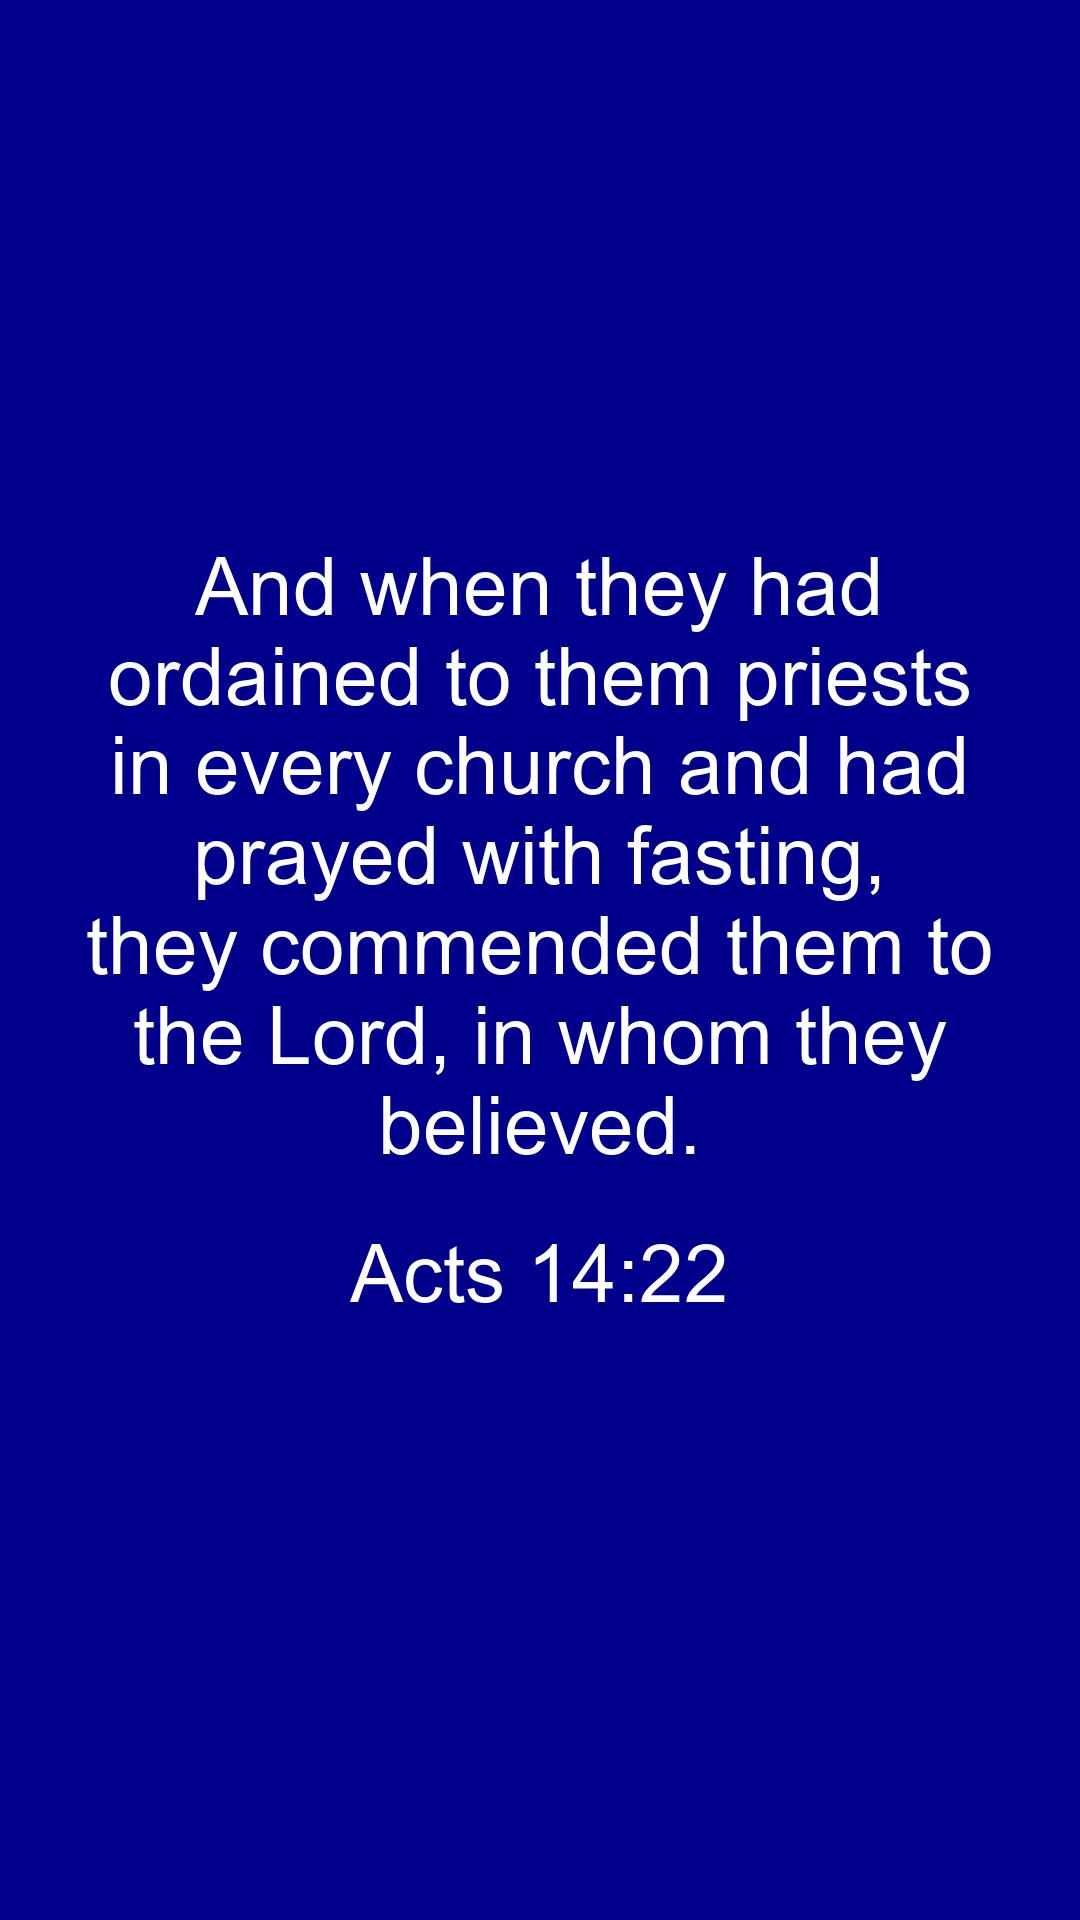 And when they had
ordained to them priests
in every church and had
prayed with fasting,
they commended them to
the Lord, in whom they
believed.
Acts 14:22